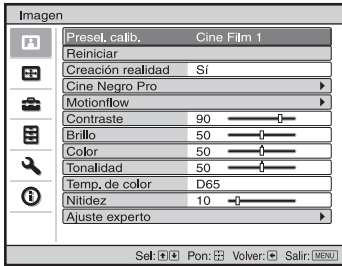 Imagen
Presel. calib. Cine Film 1
Reiniciar
Creación realidad Sí
Cine Negro Pro
Motionflow
Contraste 90
Brillo 50
Color 50
Tonalidad 50
Temp. de color D65
Nitidez 10
Ajuste experto
Sel: Pon: Volver: Salir: MENU